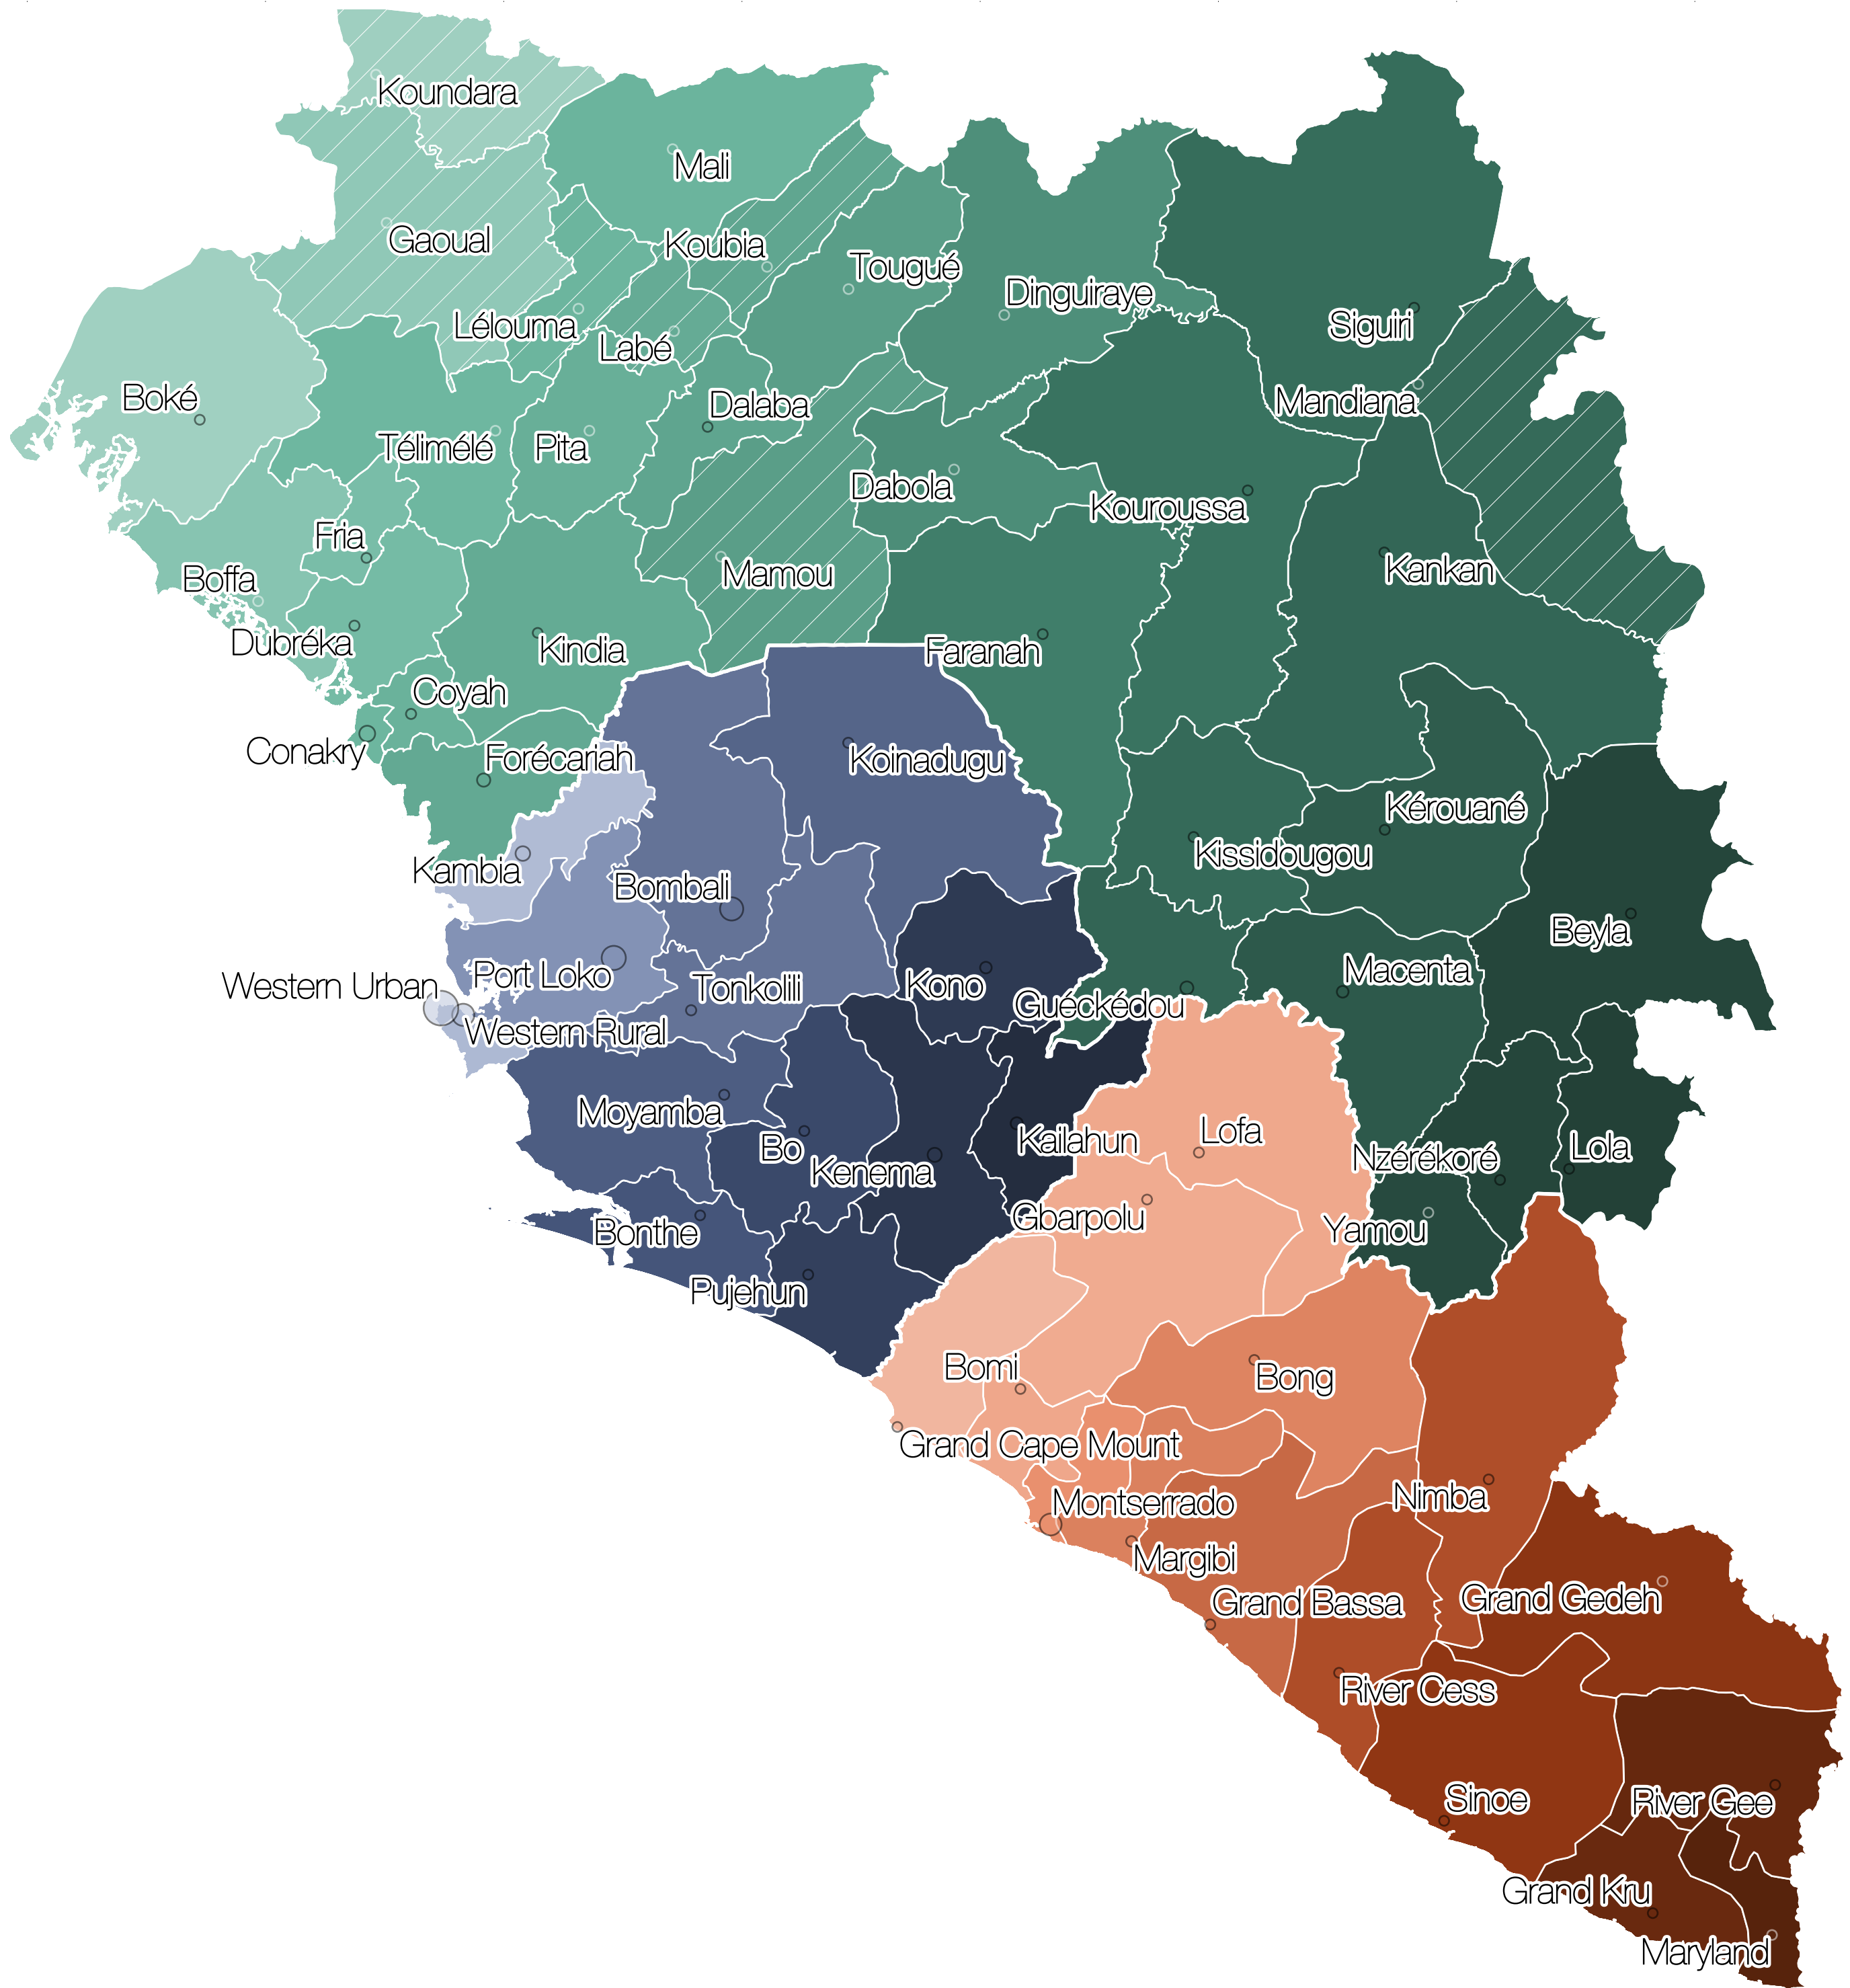 Koundara
Mali
Gaoual
Koubia
Tougué
Dinguiraye
Lélouma
Labé
Siguiri
Boké
Dalaba
Mandiana
Télimélé
Pita
Dabola
Kouroussa
Fria
Boffa
Mamou
Kankan
Dubréka
Kindia
Faranah
Coyah
Conakry
Forécariah
Koinadugu
Kérouané
Kissidougou
Kambia
Bombali
Beyla
Western Urban
Port Loko
Tonkolili
Kono
Guéckédou
Macenta
Western Rural
Moyamba
Bo
Kailahun
Lofa
Kenema
Nzérékoré
Lola
Gbarpolu
Yamou
Bonthe
Pujehun
Bomi
Bong
Grand Cape Mount
Montserrado
Nimba
Margibi
Grand Bassa
Grand Gedeh
River Cess
Sinoe
River Gee
Grand Kru
Maryland